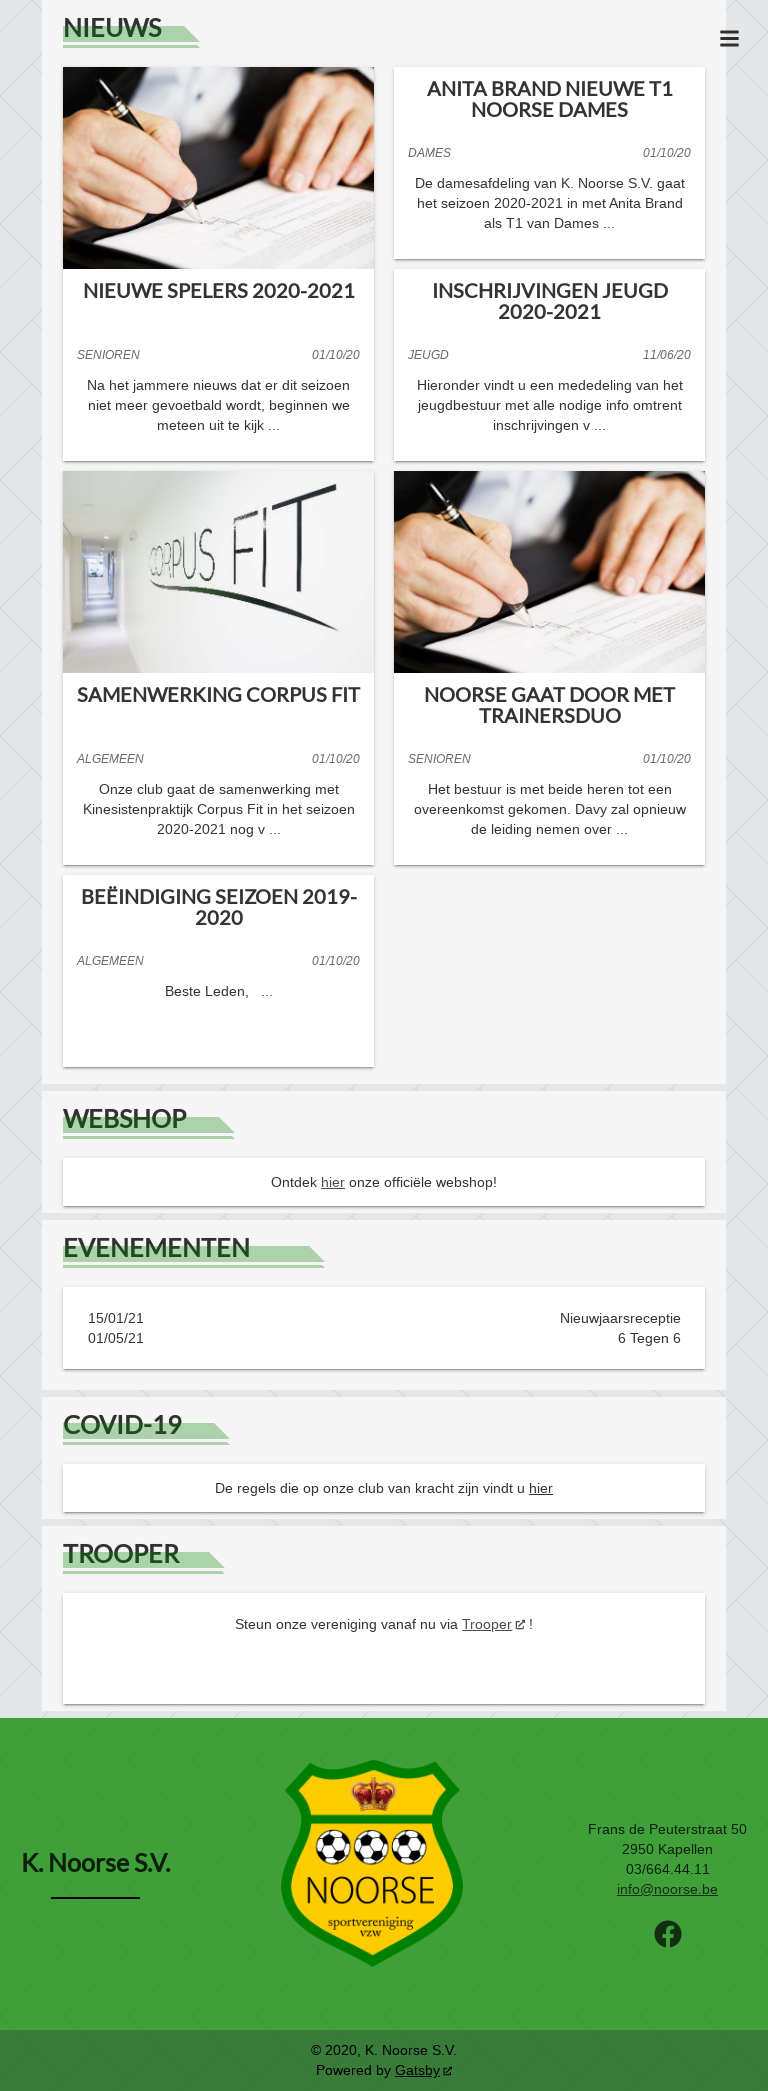 NIEUWS
NIEUWE SPELERS 2020-2021
SENIOREN 01/10/20
Na het jammere nieuws dat er dit seizoen
niet meer gevoetbald wordt, beginnen we
meteen uit te kijk ...
ANITA BRAND NIEUWE T1
NOORSE DAMES
DAMES 01/10/20
De damesafdeling van K. Noorse S.V. gaat
het seizoen 2020-2021 in met Anita Brand
als T1 van Dames ...
INSCHRIJVINGEN JEUGD
2020-2021
JEUGD 11/06/20
Hieronder vindt u een mededeling van het
jeugdbestuur met alle nodige info omtrent
inschrijvingen v ...
CORPUS FIT
SAMENWERKING CORPUS FIT
ALGEMEEN 01/10/20
Onze club gaat de samenwerking met
Kinesistenpraktijk Corpus Fit in het seizoen
2020-2021 nog v ...
NOORSE GAAT DOOR MET
TRAINERSDUO
SENIOREN 01/10/20
Het bestuur is met beide heren tot een
overeenkomst gekomen. Davy zal opnieuw
de leiding nemen over ...
BEËINDIGING SEIZOEN 2019-
2020
ALGEMEEN 01/10/20
Beste Leden, ...
WEBSHOP
Ontdek hier onze officiële webshop!
EVENEMENTEN
15/01/21 Nieuwjaarsreceptie
01/05/21 6 Tegen 6
COVID-19
De regels die op onze club van kracht zijn vindt u hier
TROOPER
Steun onze vereniging vanaf nu via Trooper !
K. Noorse S.V.
NOORSE
sportvereniging
vzw
Frans de Peuterstraat 50
2950 Kapellen
03/664.44.11
info@noorse.be
© 2020, K. Noorse S.V.
Powered by Gatsby